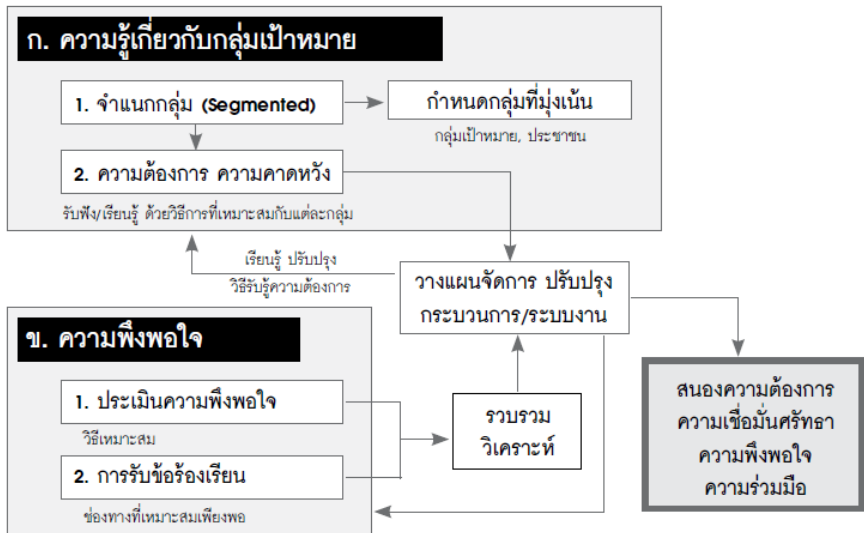 ก. ความรู้เกี่ยวกับกลุ่มเป้าหมาย
1. จำแนกกลุ่ม (Segmented)
กำหนดกลุ่มที่มุ่งเน้น
กลุ่มเป้าหมาย, ประชาชน
2. ความต้องการ ความคาดหวัง
รับฟัง/เรียนรู้ ด้วยวิธีการที่เหมาะสมกับแต่ละกลุ่ม
เรียนรู้ ปรับปรุง
วิธีรับรู้ความต้องการ
วางแผนจัดการ ปรับปรุง
กระบวนการ/ระบบงาน
ข. ความพึงพอใจ
1. ประเมินความพึงพอใจ
วิธีเหมาะสม
2. การรับข้อร้องเรียน
ช่องทางที่เหมาะสมเพียงพอ
รวบรวม
วิเคราะห์
สนองความต้องการ
ความเชื่อมั่นศรัทธา
ความพึงพอใจ
ความร่วมมือ